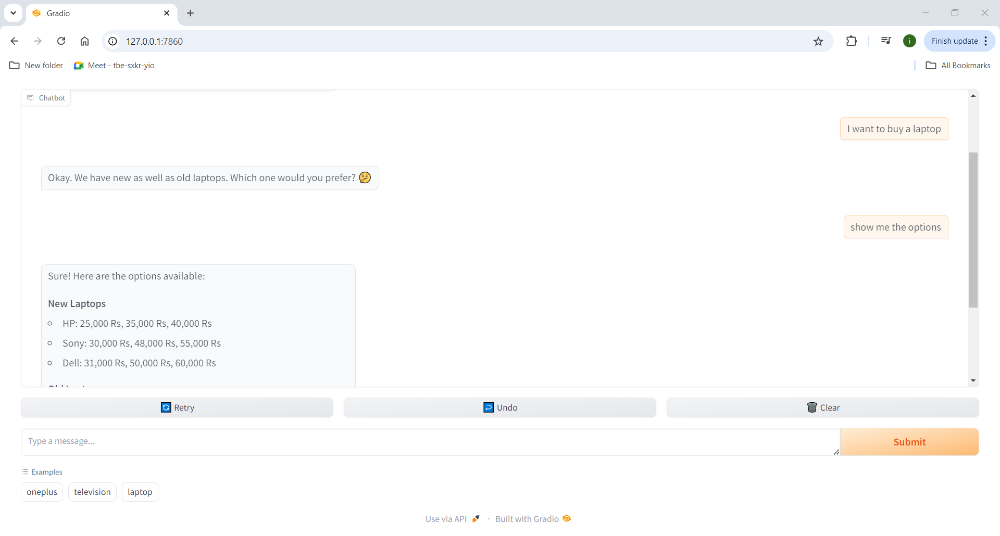 Gradio
127.0.0.1:7860
Finish update
i
New folder
Meet - tbe-sxkr-yio
All Bookmarks
Chatbot
I want to buy a laptop
Okay. We have new as well as old laptops. Which one would you prefer? 🤔
show me the options
Sure! Here are the options available:
New Laptops
HP: 25,000 Rs, 35,000 Rs, 40,000 Rs
Sony: 30,000 Rs, 48,000 Rs, 55,000 Rs
Dell: 31,000 Rs, 50,000 Rs, 60,000 Rs
Retry
Undo
Clear
Type a message...
Submit
Examples
oneplus
television
laptop
Use via API 🚀 · Built with Gradio